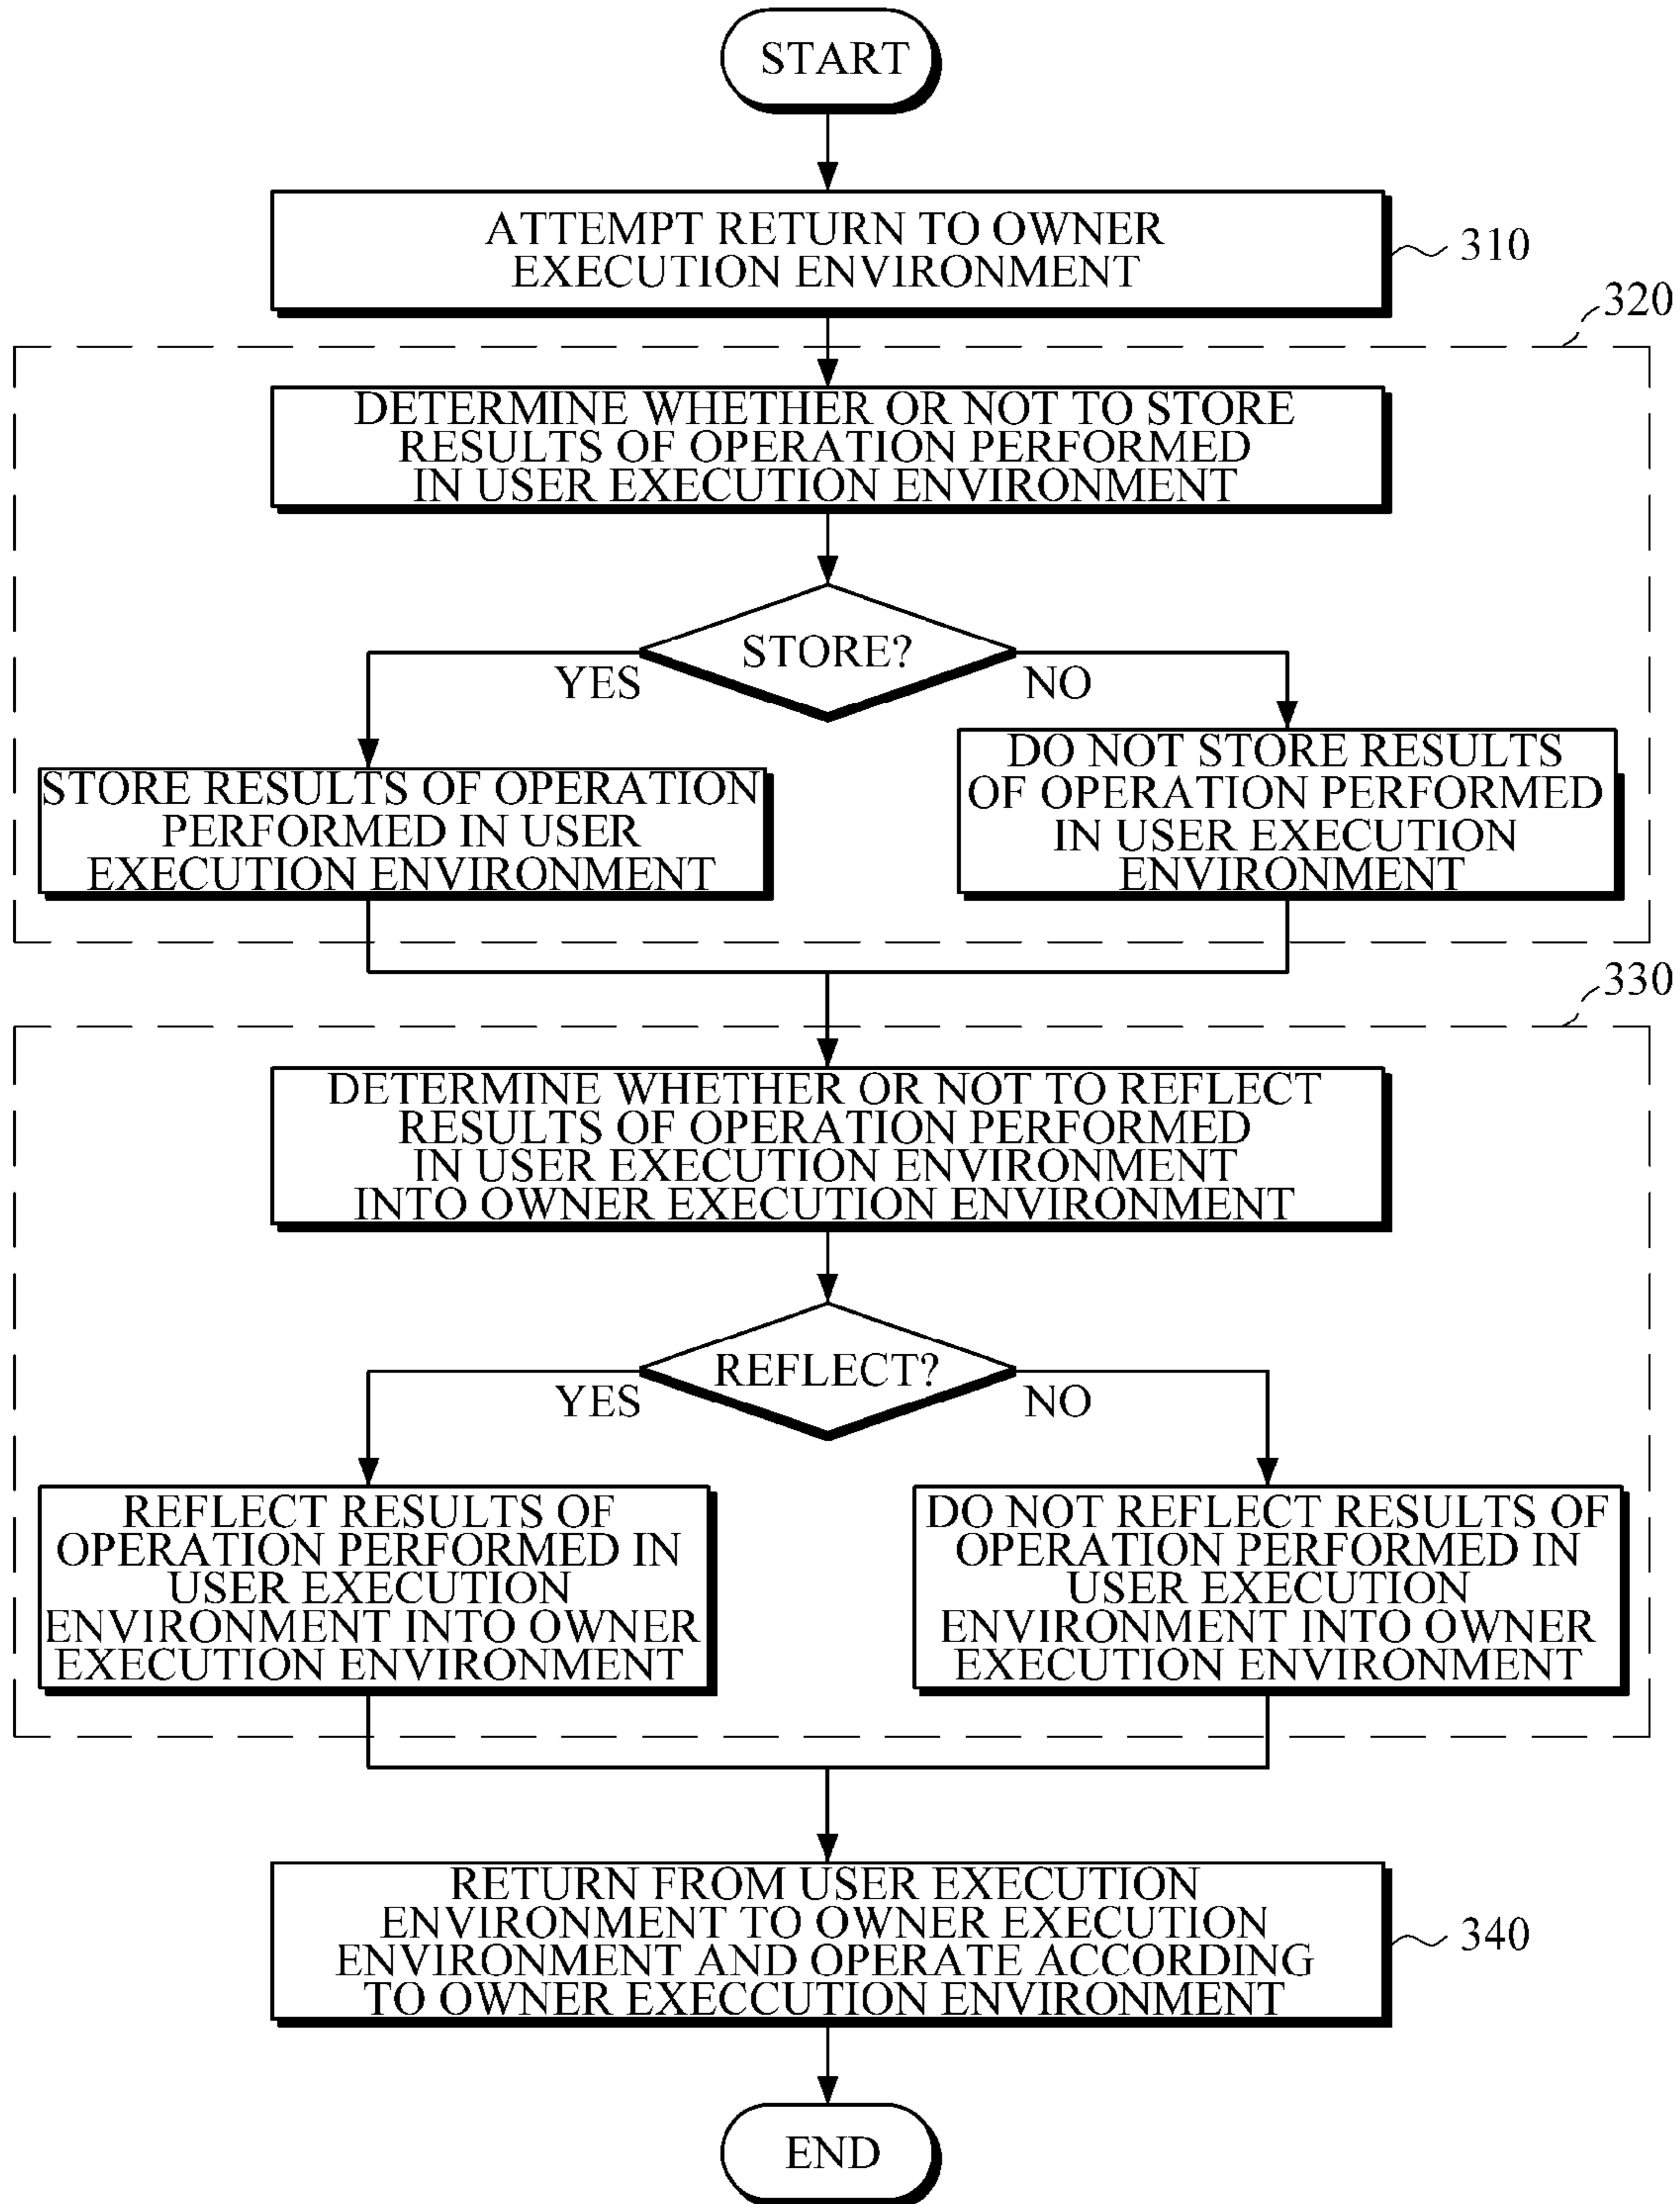 START
ATTEMPT RETURN TO OWNER
EXECUTION ENVIRONMENT
310
320
DETERMINE WHETHER OR NOT TO STORE
RESULTS OF OPERATION PERFORMED
IN USER EXECUTION ENVIRONMENT
STORE?
YES
NO
STORE RESULTS OF OPERATION
PERFORMED IN USER
EXECUTION ENVIRONMENT
DO NOT STORE RESULTS
OF OPERATION PERFORMED
IN USER EXECUTION
ENVIRONMENT
330
DETERMINE WHETHER OR NOT TO REFLECT
RESULTS OF OPERATION PERFORMED
IN USER EXECUTION ENVIRONMENT
INTO OWNER EXECUTION ENVIRONMENT
REFLECT?
YES
NO
REFLECT RESULTS OF
OPERATION PERFORMED IN
USER EXECUTION
ENVIRONMENT INTO OWNER
EXECUTION ENVIRONMENT
DO NOT REFLECT RESULTS OF
OPERATION PERFORMED IN
USER EXECUTION
ENVIRONMENT INTO OWNER
EXECUTION ENVIRONMENT
RETURN FROM USER EXECUTION
ENVIRONMENT TO OWNER EXECUTION
ENVIRONMENT AND OPERATE ACCORDING
TO OWNER EXECCUTION ENVIRONMENT
340
END